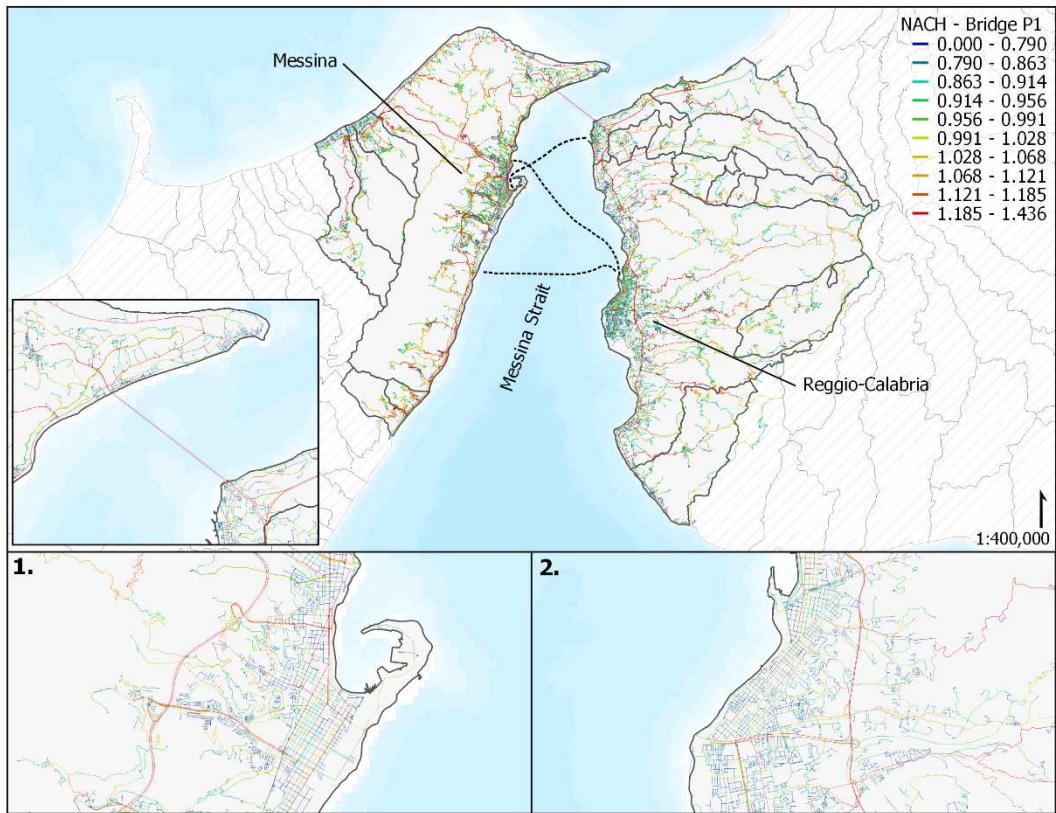 NACH - Bridge P1
0.000 - 0.790
0.790 - 0.863
0.863 - 0.914
0.914 - 0.956
0.956 - 0.991
0.991 - 1.028
1.028 - 1.068
1.068 - 1.121
1.121 - 1.185
1.185 - 1.436
Messina
Messina Strait
Reggio-Calabria
1:400,000
1.
2.